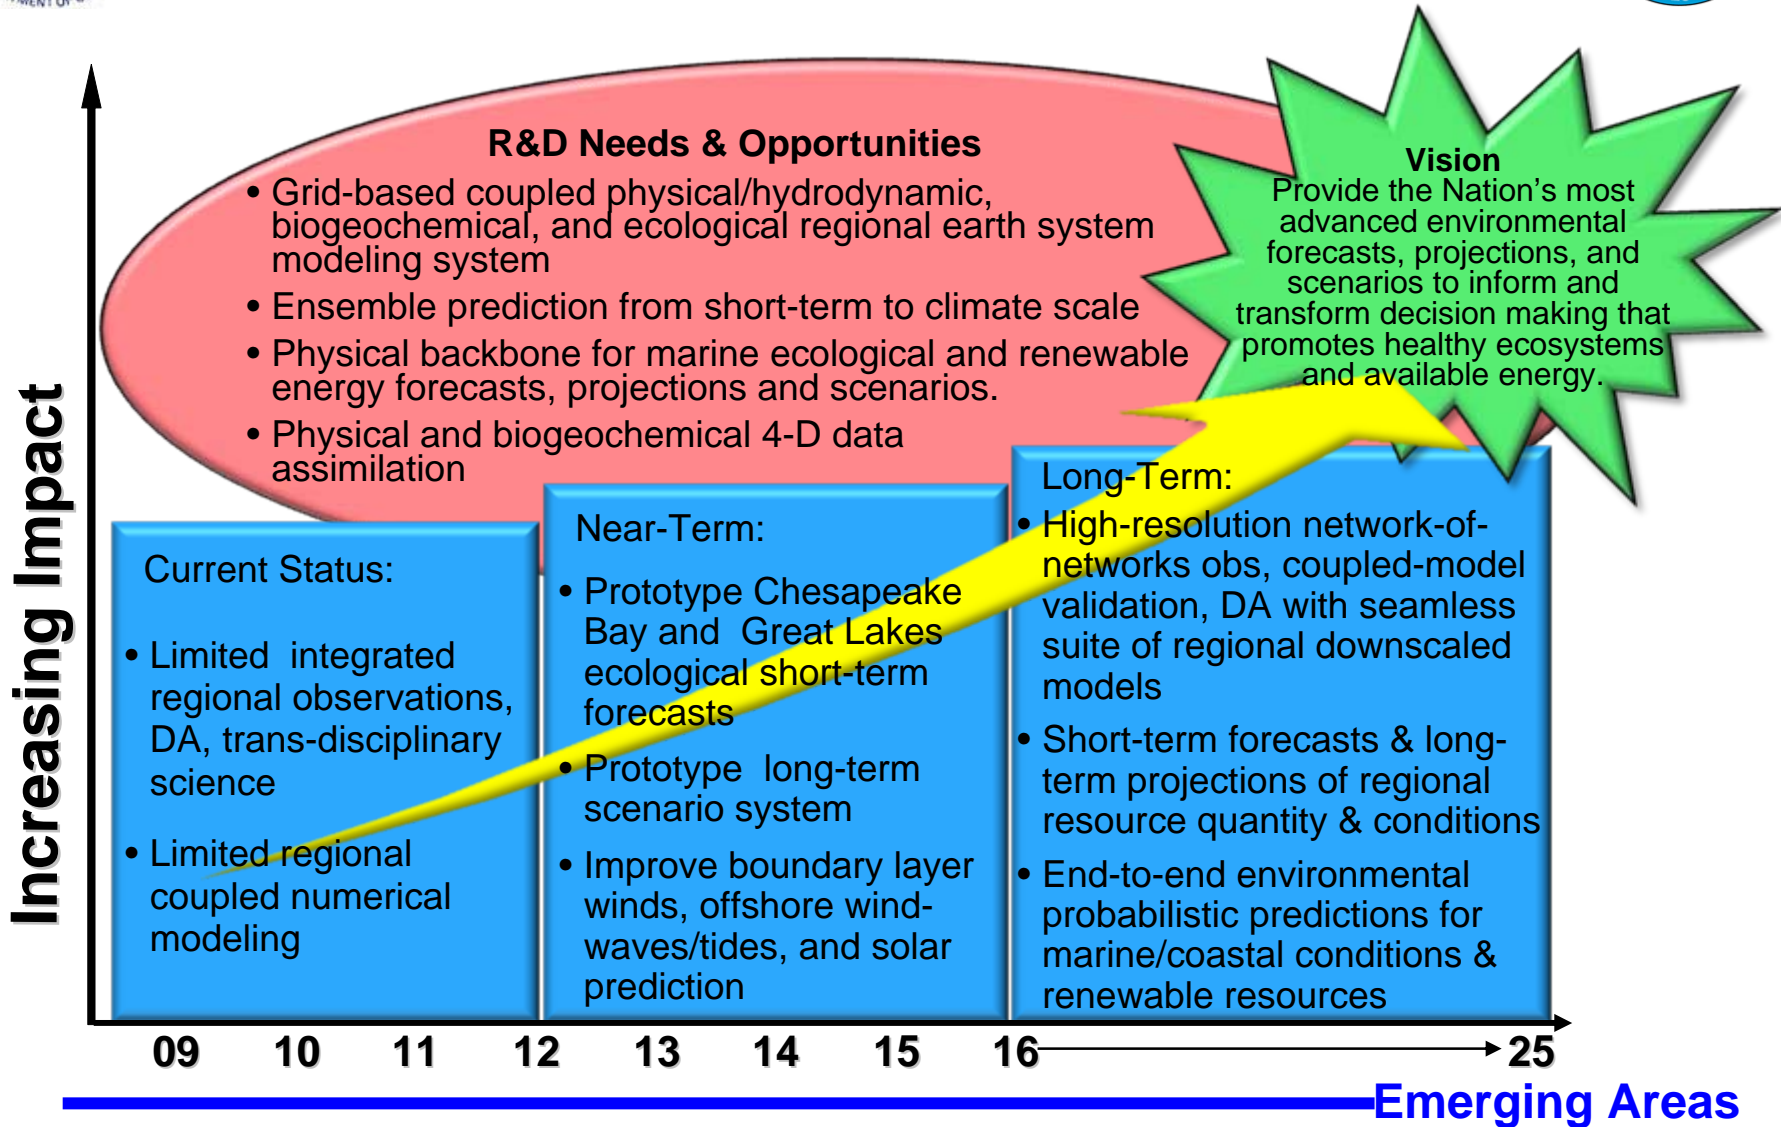 R&D Needs & Opportunities
• Grid-based coupled physical/hydrodynamic,
biogeochemical, and ecological regional earth system
modeling system
• Ensemble prediction from short-term to climate scale
• Physical backbone for marine ecological and renewable
energy forecasts, projections and scenarios.
• Physical and biogeochemical 4-D data
assimilation
Vision
Provide the Nation's most
advanced environmental
forecasts, projections, and
scenarios to inform and
transform decision making that
promotes healthy ecosystems
and available energy.
Increasing Impact
Current Status:
• Limited  integrated
regional observations,
DA, trans-disciplinary
science
• Limited regional
coupled numerical
modeling
Near-Term:
• Prototype Chesapeake
Bay and  Great Lakes
ecological short-term
forecasts
• Prototype  long-term
scenario system
• Improve boundary layer
winds, offshore wind-
waves/tides, and solar
prediction
Long-Term:
• High-resolution network-of-
networks obs, coupled-model
validation, DA with seamless
suite of regional downscaled
models
• Short-term forecasts & long-
term projections of regional
resource quantity & conditions
• End-to-end environmental
probabilistic predictions for
marine/coastal conditions &
renewable resources
09 10 11 12 13 14 15 16 25
Emerging Areas